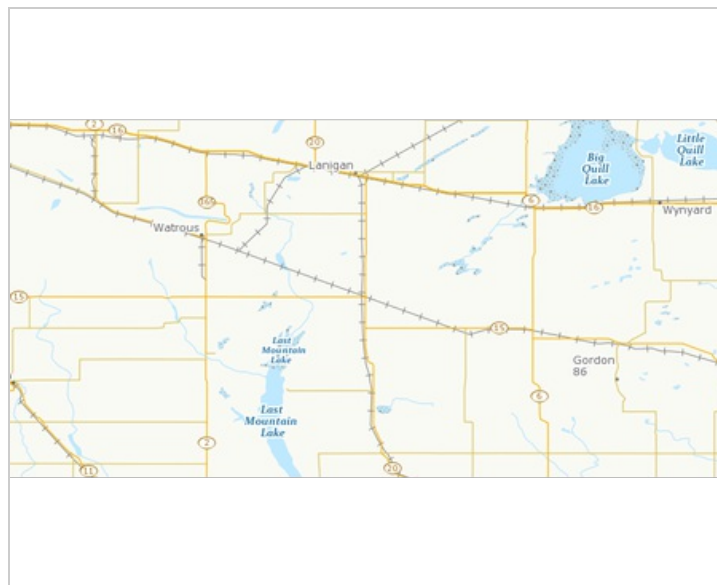 2
16
20
Lanigan
Big
Quill
Lake
Little
Quill
Lake
365
6
16
Wynyard
Watrous
15
15
Last
Mountain
Lake
Gordon
86
6
Last
Mountain
Lake
2
11
20